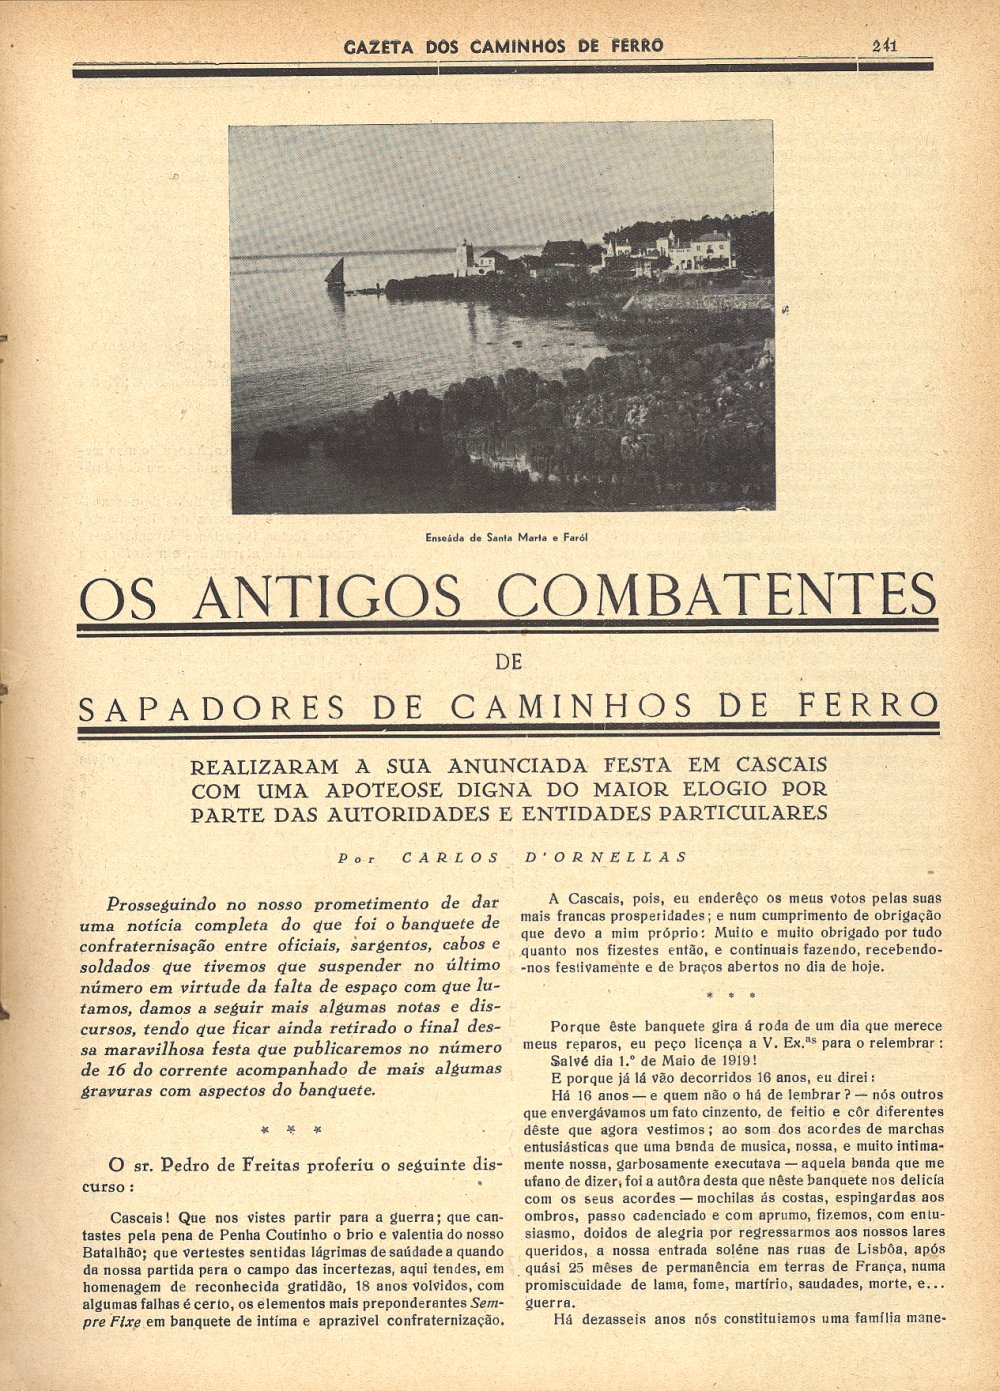 GAZETA DOS CAMINHOS DE FERRO
241
Enseáda de Santa Marta e Faról
OS ANTIGOS COMBATENTES
DE
SAPADORES DE CAMINHOS DE FERRO
REALIZARAM A SUA ANUNCIADA FESTA EM CASCAIS
COM UMA APOTEOSE DIGNA DO MAIOR ELOGIO POR
PARTE DAS AUTORIDADES E ENTIDADES PARTICULARES
Por CARLOS D'ORNELLAS
Prosseguindo no nosso prometimento de dar
uma notícia completa do que foi o banquete de
confraternisação entre oficiais, sargentos, cabos e
soldados que tivemos que suspender no último
número em virtude da falta de espaço com que lu-
tamos, damos a seguir mais algumas notas e dis-
cursos, tendo que ficar ainda retirado o final des-
sa maravilhosa festa que publicaremos no número
de 16 do corrente acompanhado de mais algumas
gravuras com aspectos do banquete.
* * *
O sr. Pedro de Freitas proferiu o seguinte dis-
curso:
Cascais! Que nos vistes partir para a guerra; que can-
tastes pela pena de Penha Coutinho o brio e valentia do nosso
Batalhão; que vertestes sentidas lágrimas de saúdade a quando
da nossa partida para o campo das incertezas, aqui tendes, em
homenagem de reconhecida gratidão, 18 anos volvidos, com
algumas falhas é certo, os elementos mais preponderantes Sem-
pre Fixe em banquete de intíma e aprazivel confraternização.
A Cascais, pois, eu enderêço os meus votos pelas suas
mais francas prosperidades; e num cumprimento de obrigação
que devo a mim próprio: Muito e muito obrigado por tudo
quanto nos fizestes então, e continuais fazendo, recebendo-
-nos festivamente e de braços abertos no dia de hoje.
* * *
Porque êste banquete gira á roda de um dia que merece
meus reparos, eu peço licença a V. Ex.as para o relembrar:
Salvé dia 1.º de Maio de 1919!
E porque já lá vão decorridos 16 anos, eu direi:
Há 16 anos — e quem não o há de lembrar? — nós outros
que envergávamos um fato cinzento, de feitio e côr diferentes
dêste que agora vestimos; ao som dos acordes de marchas
entusiásticas que uma banda de musica, nossa, e muito intima-
mente nossa, garbosamente executava — aquela banda que me
ufano de dizer, foi a autôra desta que nêste banquete nos delicía
com os seus acordes — mochilas ás costas, espingardas aos
ombros, passo cadenciado e com aprumo, fizemos, com entu-
siasmo, doidos de alegria por regressarmos aos nossos lares
queridos, a nossa entrada soléne nas ruas de Lisbôa, após
quási 25 mêses de permanência em terras de França, numa
promiscuidade de lama, fome, martírio, saudades, morte, e...
guerra.
Há dezasseis anos nós constituiamos uma família mane-